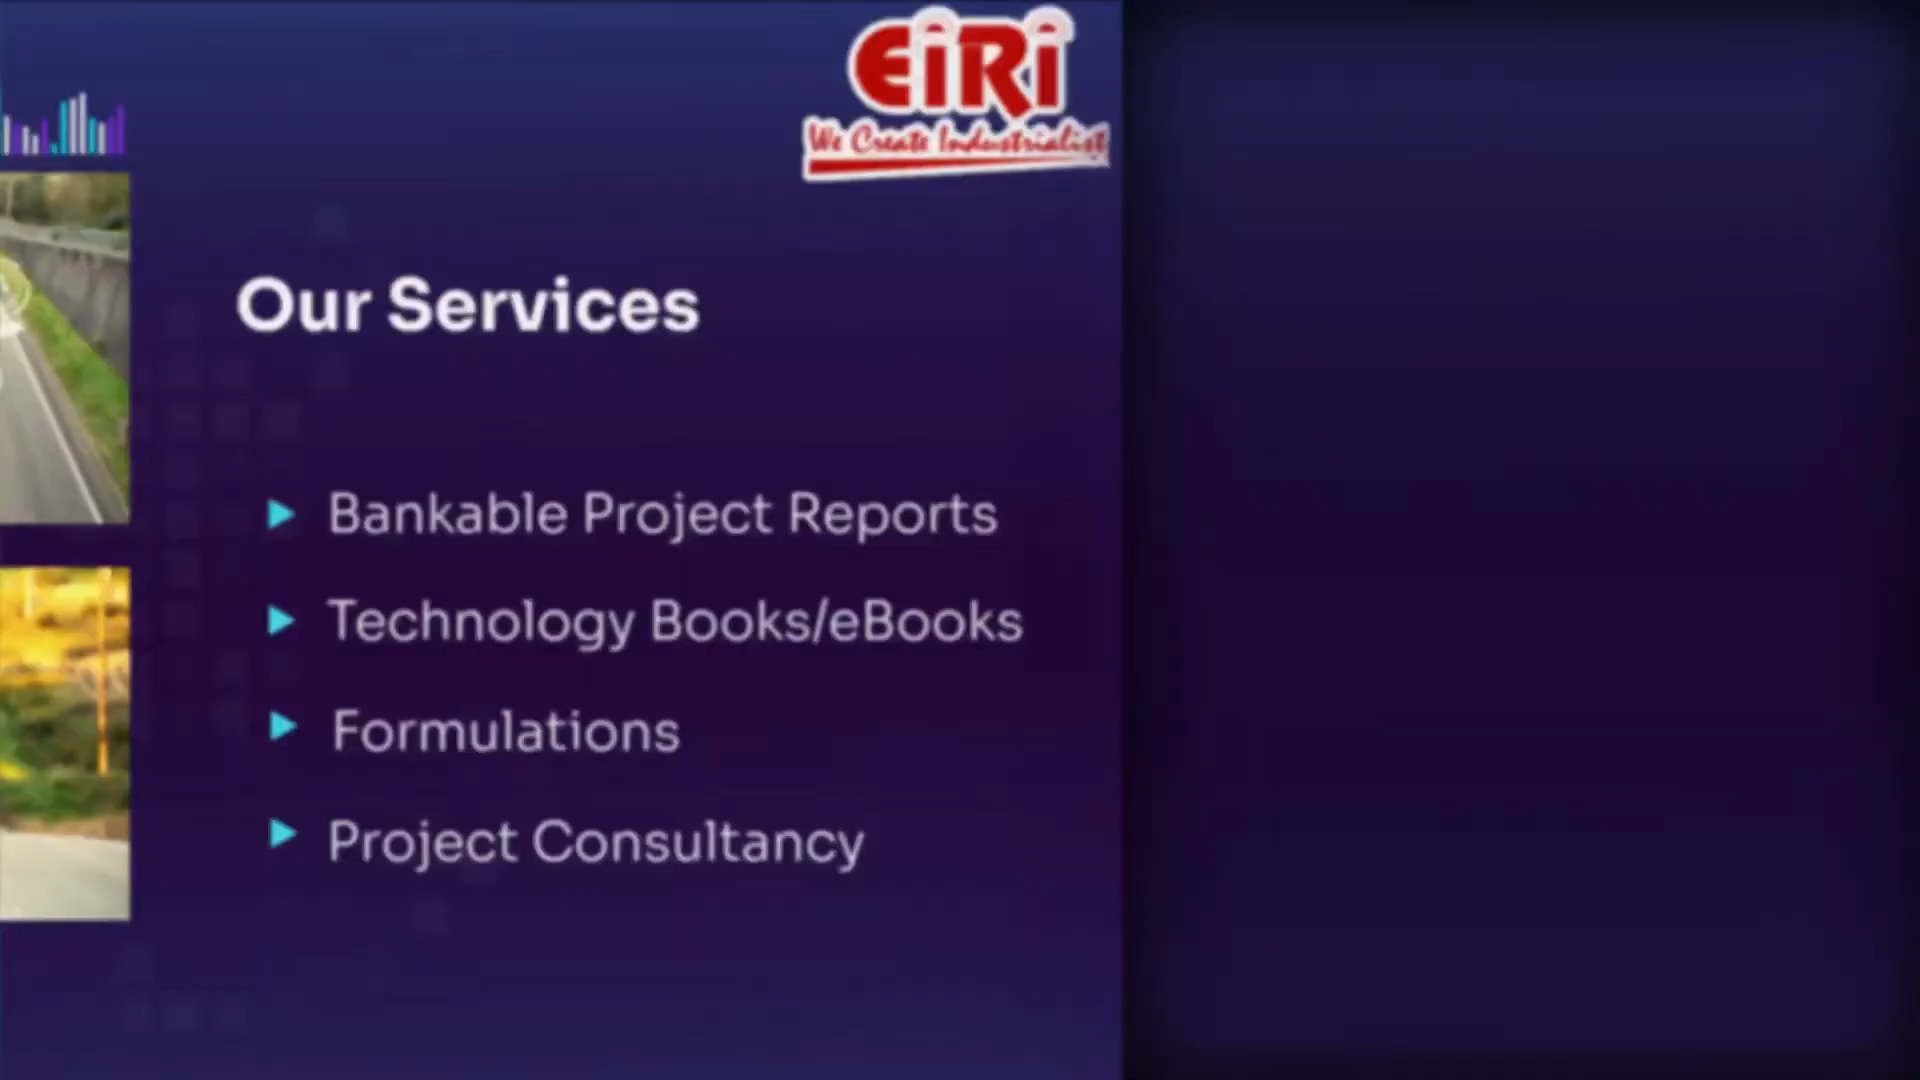 EiRi
We Create Industrialist
Our Services
Bankable Project Reports
Technology Books/eBooks
Formulations
Project Consultancy